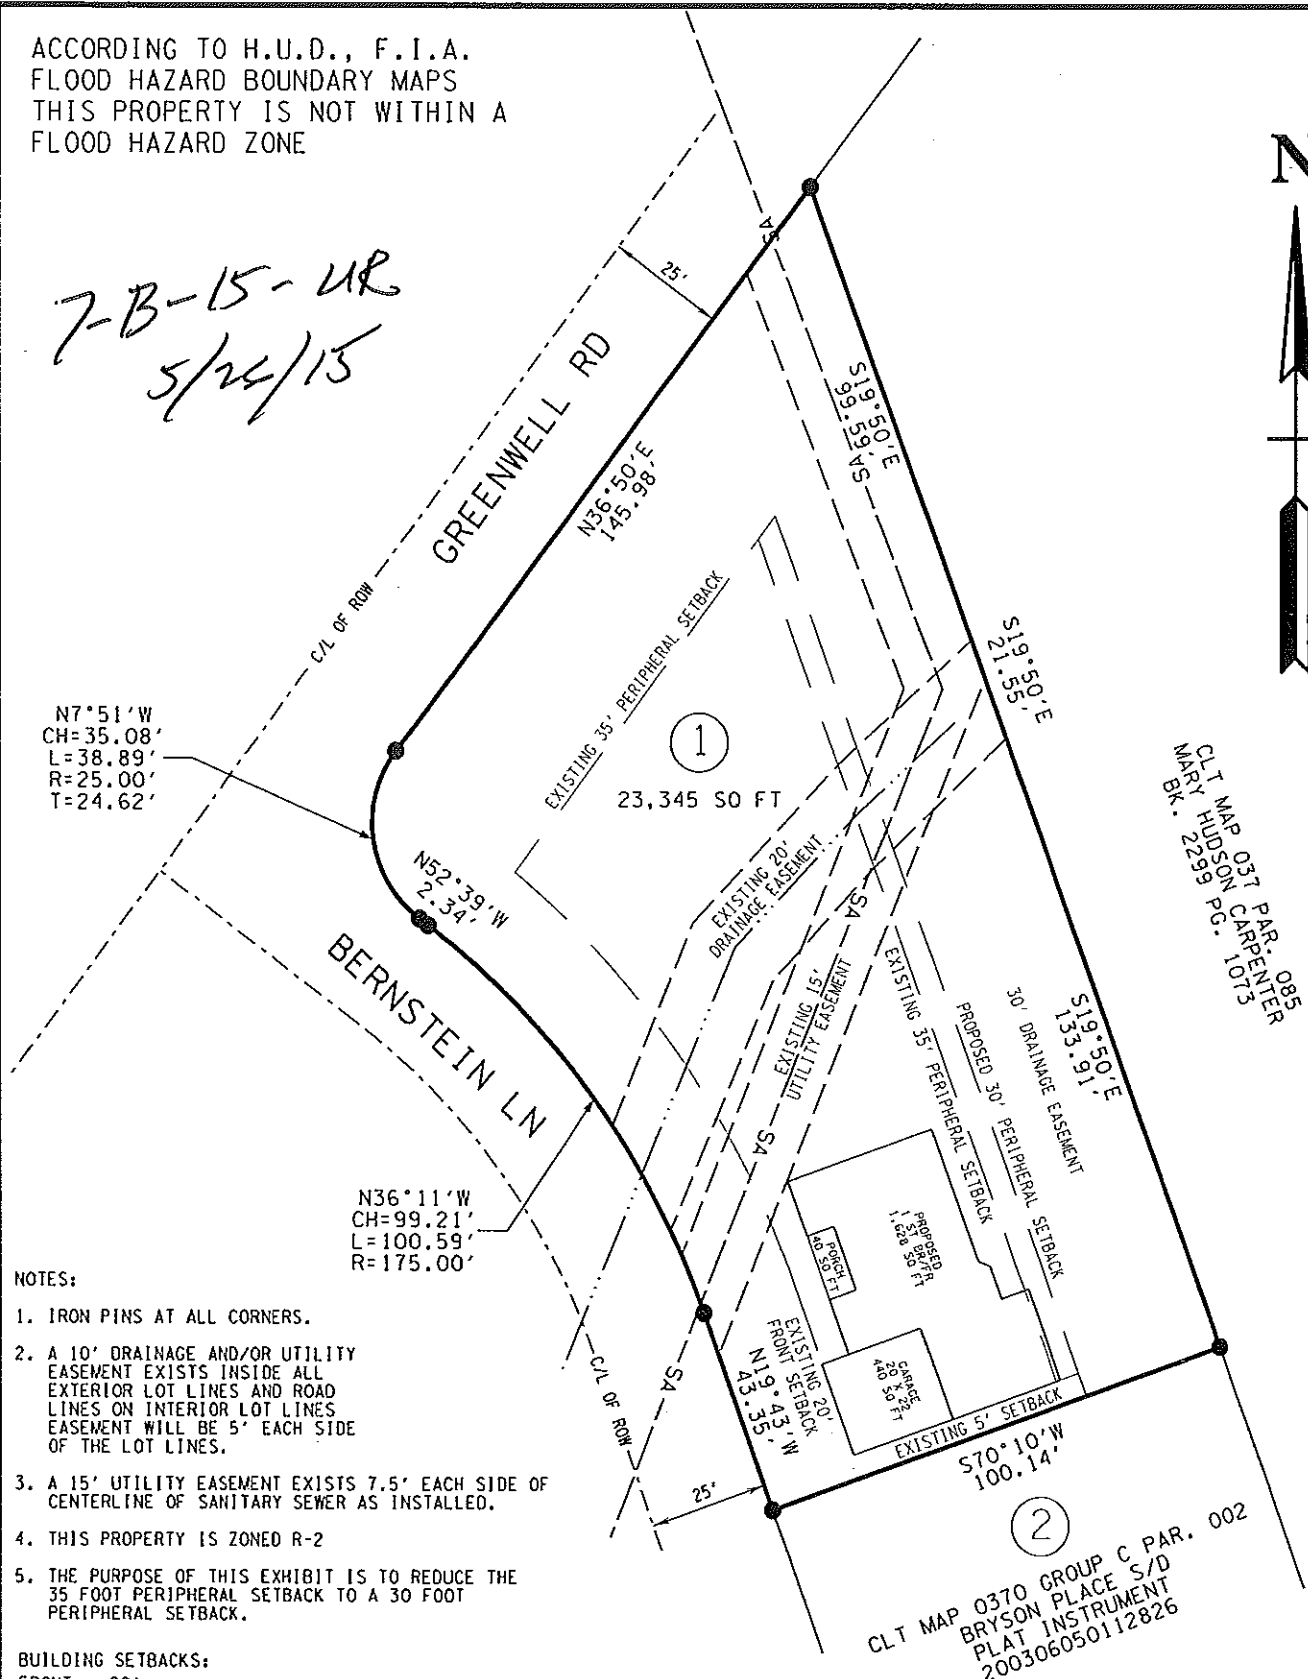 ACCORDING TO H.U.D., F.I.A.
FLOOD HAZARD BOUNDARY MAPS
THIS PROPERTY IS NOT WITHIN A
FLOOD HAZARD ZONE
N
7-B-15-UR
SA
25'
GREENWELL RD
N36°50'E
145.98'
S19°50'E
99.59'
SA
C/L OF ROW
EXISTING 35' PERIPHERAL SETBACK
S19°50'E
21.55'
N7°51'W
CH=35.08'
L=38.89'
R=25.00'
T=24.62'
1
23,345 SQ FT
CLT MAP 037 PAR. 085
MARY HUDSON CARPENTER
BK. 2299 PG. 1073
N52°39'W
2.34'
EXISTING 20'
DRAINAGE EASEMENT
SA
BERNSTEIN LN
EXISTING 15'
UTILITY EASEMENT
EXISTING 35' PERIPHERAL SETBACK
PROPOSED 30' PERIPHERAL SETBACK
30' DRAINAGE EASEMENT
S19°50'E
133.91'
SA
N36°11'W
CH=99.21'
L=100.59'
R=175.00'
PORCH
40 SQ FT
PROPOSED
1 ST BR/FR
1,628 SQ FT
EXISTING 20'
FRONT SETBACK
N19°43'W
43.35'
GARAGE
20 X 22
440 SQ FT
C/L OF ROW
SA
EXISTING 5' SETBACK
S70°10'W
100.14'
25'
2
CLT MAP 0370 GROUP C PAR. 002
BRYSON PLACE S/D
PLAT INSTRUMENT
200306050112826
NOTES:
1. IRON PINS AT ALL CORNERS.
2. A 10' DRAINAGE AND/OR UTILITY
EASEMENT EXISTS INSIDE ALL
EXTERIOR LOT LINES AND ROAD
LINES ON INTERIOR LOT LINES
EASEMENT WILL BE 5' EACH SIDE
OF THE LOT LINES.
3. A 15' UTILITY EASEMENT EXISTS 7.5' EACH SIDE OF
CENTERLINE OF SANITARY SEWER AS INSTALLED.
4. THIS PROPERTY IS ZONED R-2
5. THE PURPOSE OF THIS EXHIBIT IS TO REDUCE THE
35 FOOT PERIPHERAL SETBACK TO A 30 FOOT
PERIPHERAL SETBACK.
BUILDING SETBACKS: